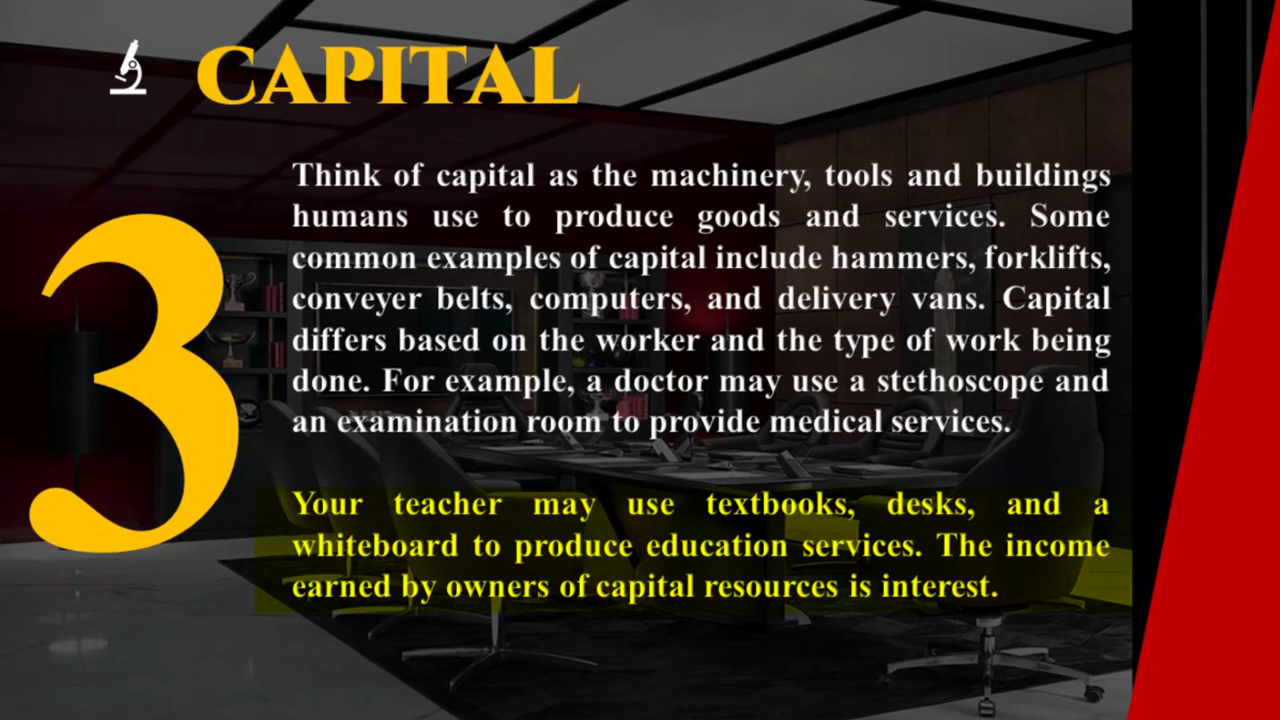 CAPITAL
3
Think of capital as the machinery, tools and buildings
humans use to produce goods and services. Some
common examples of capital include hammers, forklifts,
conveyer belts, computers, and delivery vans. Capital
differs based on the worker and the type of work being
done. For example, a doctor may use a stethoscope and
an examination room to provide medical services.
Your teacher may use textbooks, desks, and a
whiteboard to produce education services. The income
earned by owners of capital resources is interest.